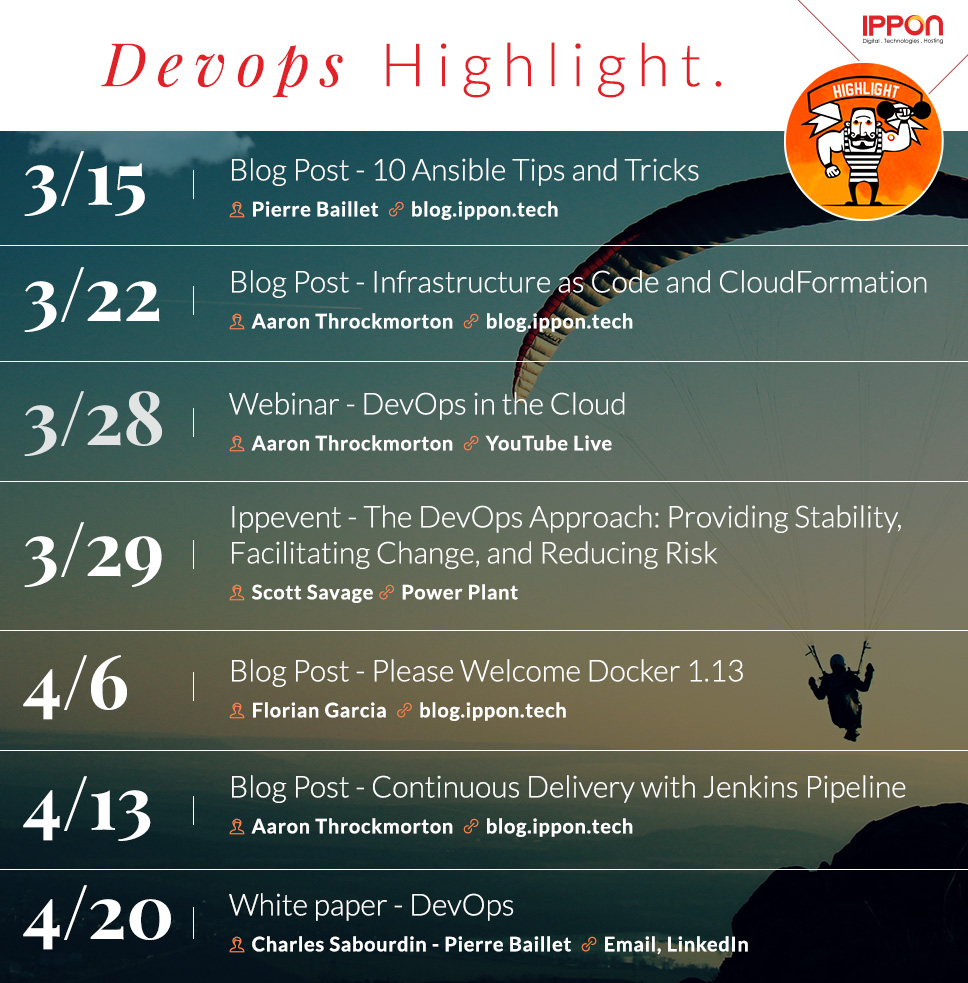 IPPON
Digital . Technologies . Hosting
Devops Highlight.
HIGHLIGHT
3/15
Blog Post - 10 Ansible Tips and Tricks
Pierre Baillet blog.ippon.tech
3/22
Blog Post - Infrastructure as Code and CloudFormation
Aaron Throckmorton blog.ippon.tech
3/28
Webinar - DevOps in the Cloud
Aaron Throckmorton YouTube Live
3/29
Ippevent - The DevOps Approach: Providing Stability,
Facilitating Change, and Reducing Risk
Scott Savage Power Plant
4/6
Blog Post - Please Welcome Docker 1.13
Florian Garcia blog.ippon.tech
4/13
Blog Post - Continuous Delivery with Jenkins Pipeline
Aaron Throckmorton blog.ippon.tech
4/20
White paper - DevOps
Charles Sabourdin - Pierre Baillet Email, LinkedIn